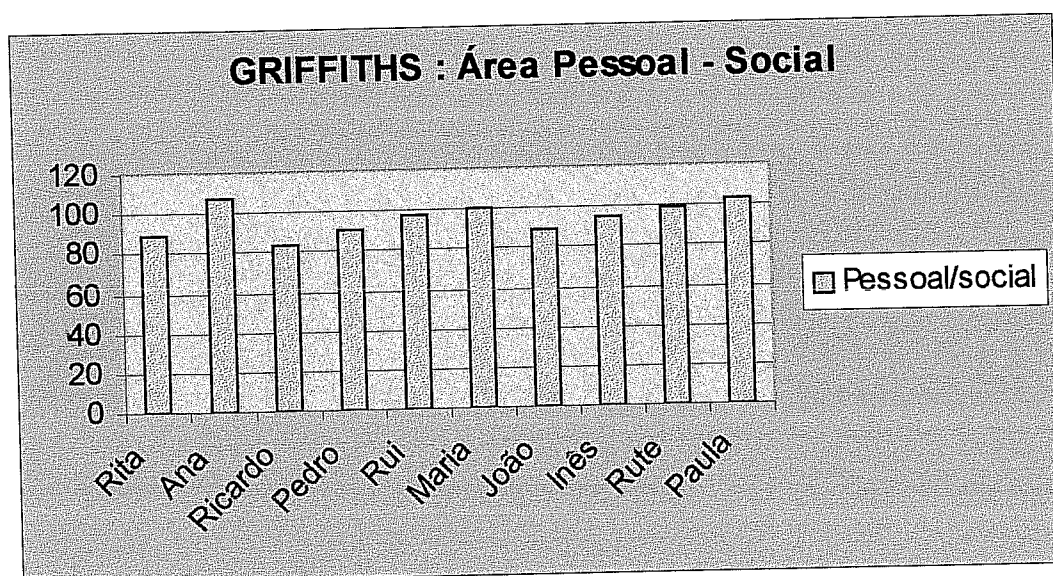 GRIFFITHS : Área Pessoal - Social
120
100
80
60
40
20
0
Rita
Ana
Ricardo
Pedro
Rui
Maria
João
Inês
Rute
Paula
Pessoal/social